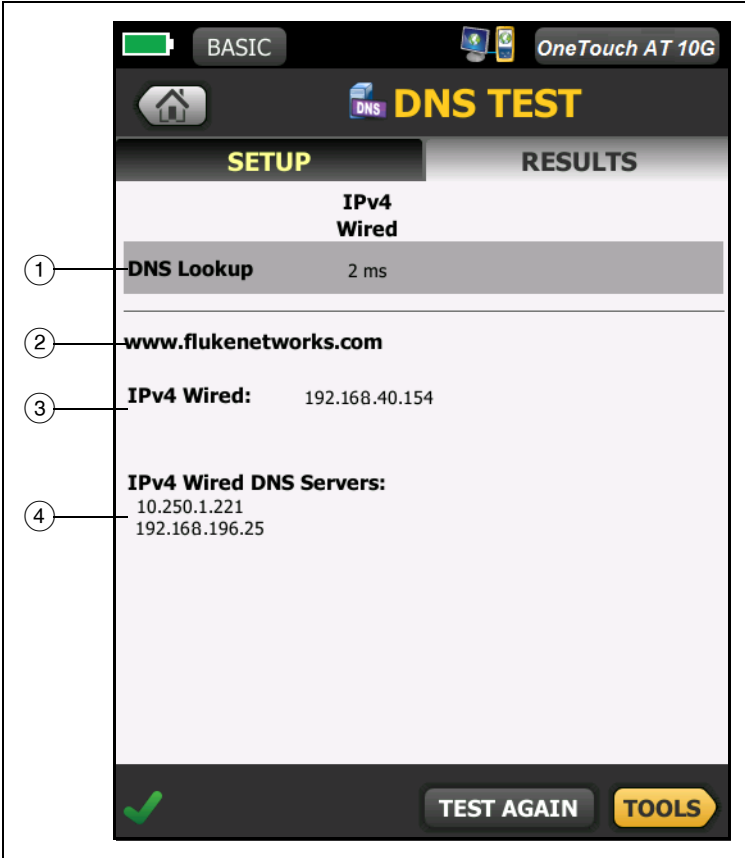 BASIC
OneTouch AT 10G
DNS
DNS TEST
SETUP
RESULTS
IPv4
Wired
1
DNS Lookup 2 ms
2
www.flukenetworks.com
3
IPv4 Wired: 192.168.40.154
4
IPv4 Wired DNS Servers:
10.250.1.221
192.168.196.25
TEST AGAIN
TOOLS